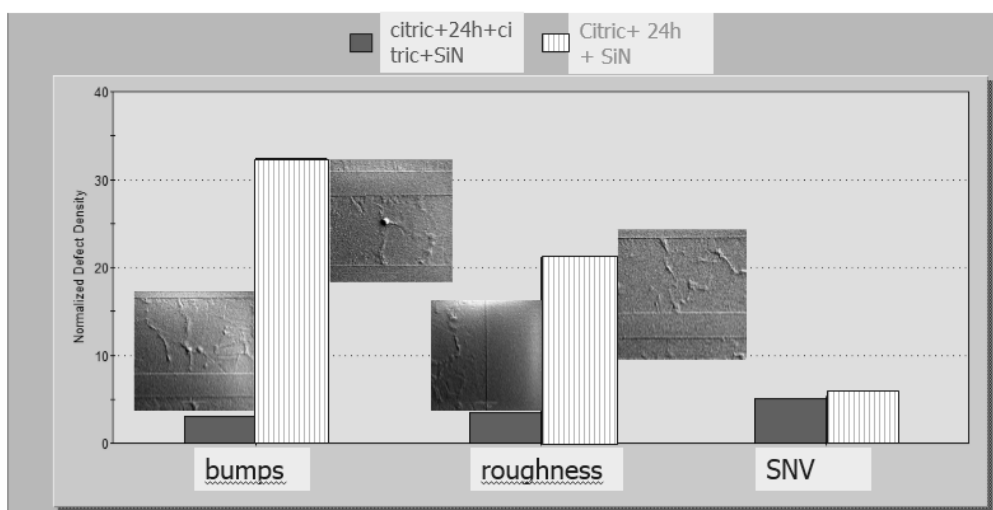 citric+24h+ci
tric+SiN
Citric+ 24h
+ SiN
40
30
20
10
0
Normalized Defect Density
bumps
roughness
SNV